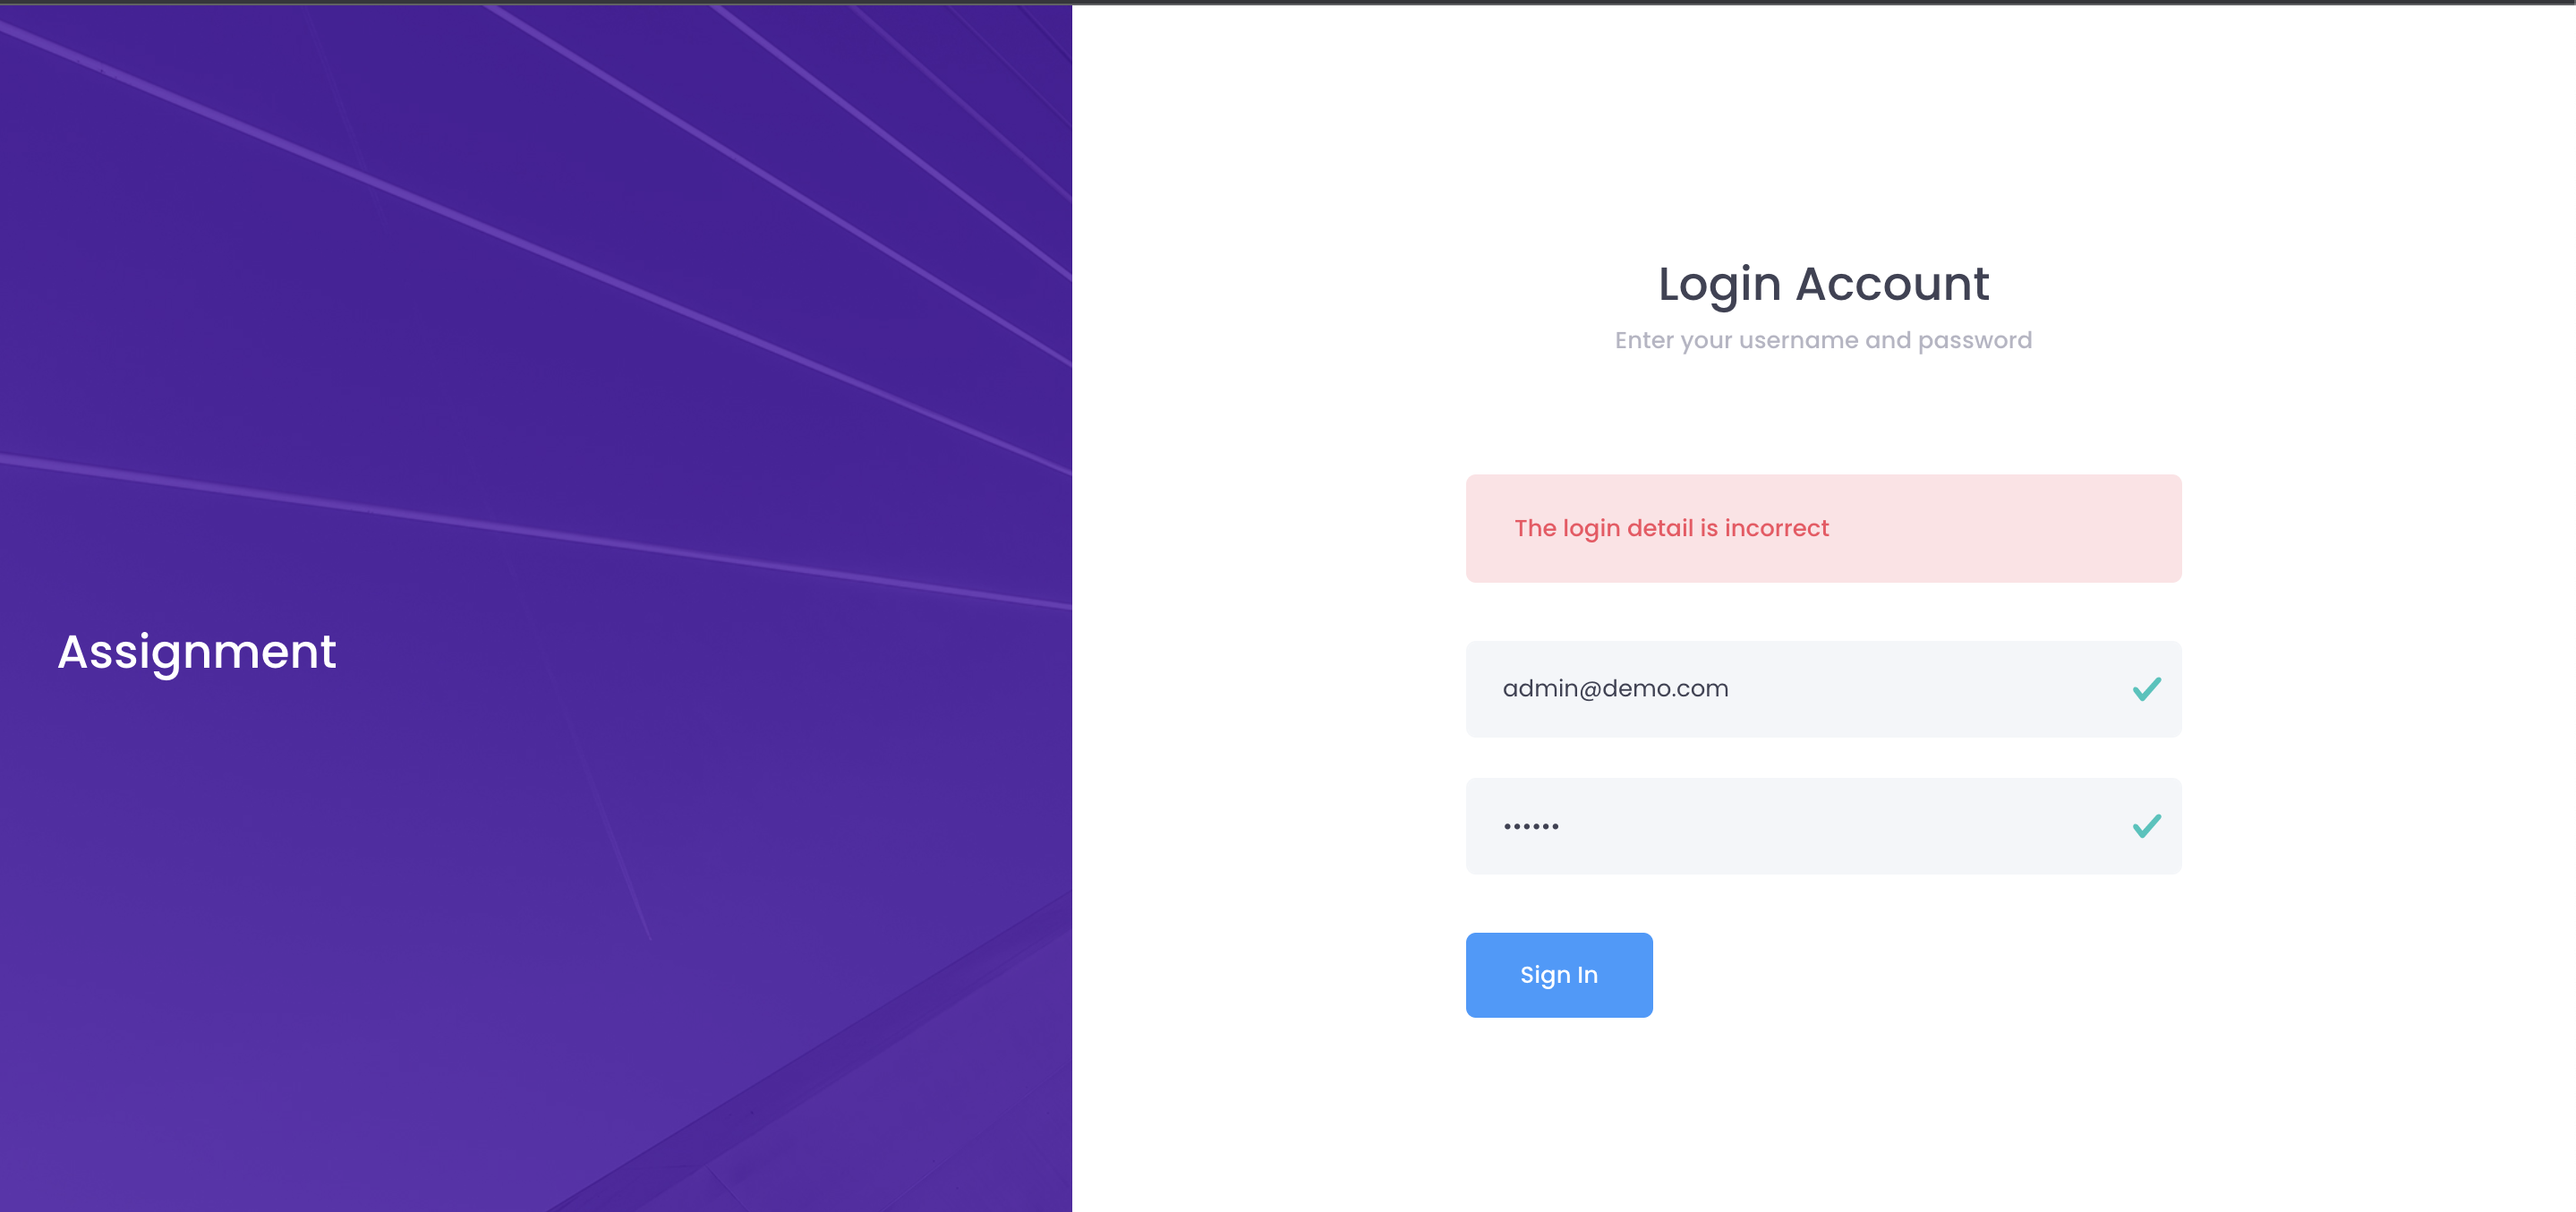 Assignment
Login Account
Enter your username and password
The login detail is incorrect
admin@demo.com
••••••
Sign In